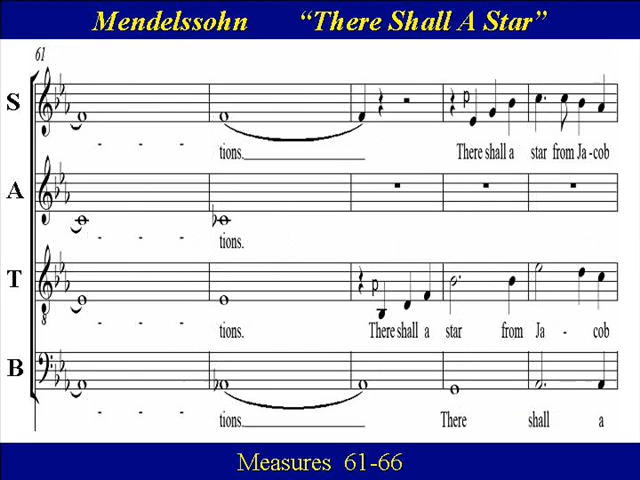 Mendelssohn “There Shall A Star”
61
S
- - - tions. There shall a star from Ja - cob
A
- - - tions.
T
p
- - - tions. There shall a star from Ja - cob
8
B
- - - tions. There shall a
Measures 61-66